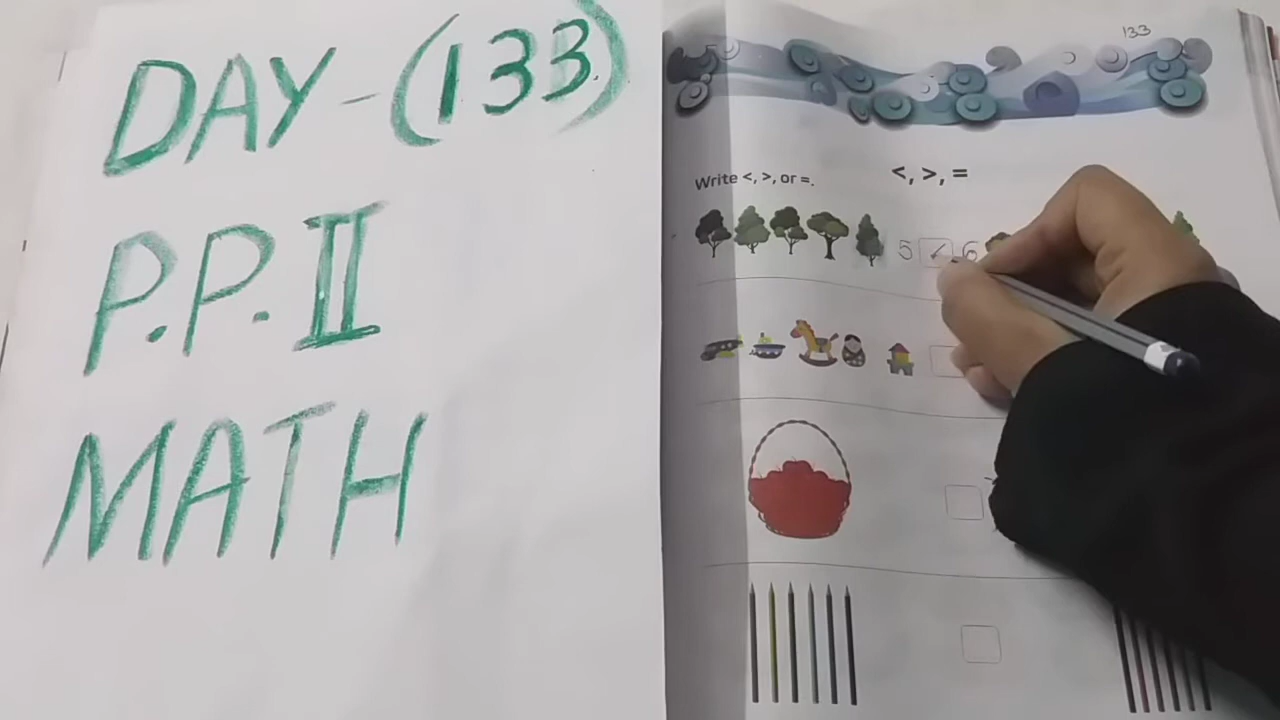 DAY-(133)
P.P.II
MATH
133
Write <, >, or =.
<, >, =
5 < 6